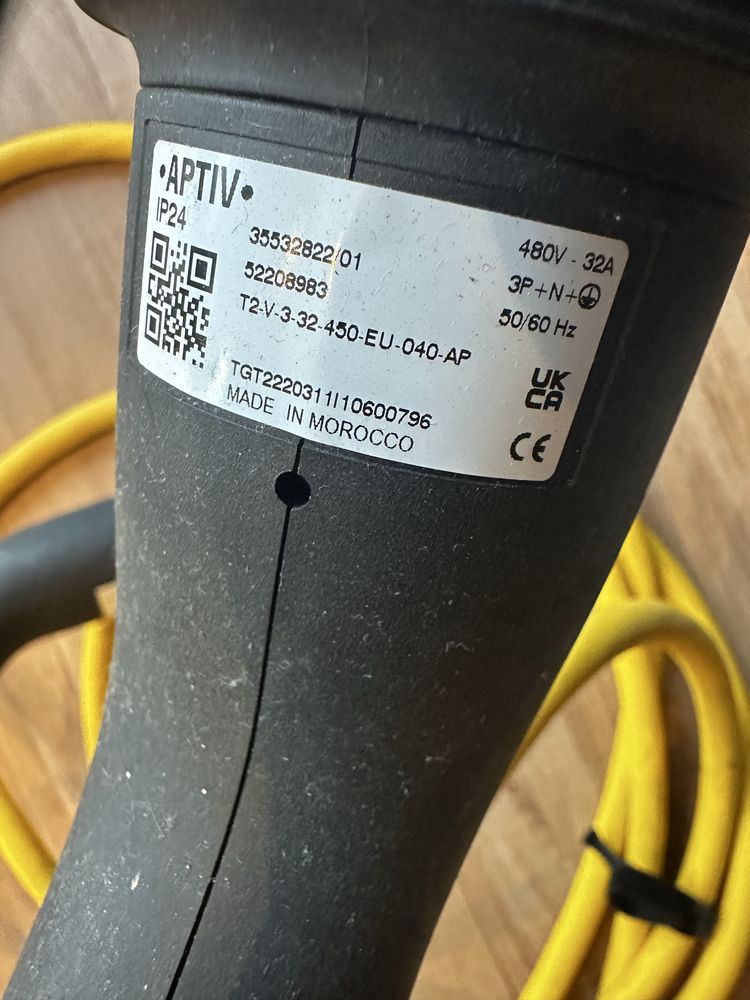 •APTIV•
IP24
35532822/01
52208983
T2-V-3-32-450-EU-040-AP
TGT2220311I10600796
MADE IN MOROCCO
480V - 32A
3P+N+
50/60 Hz
UK
CA
CE